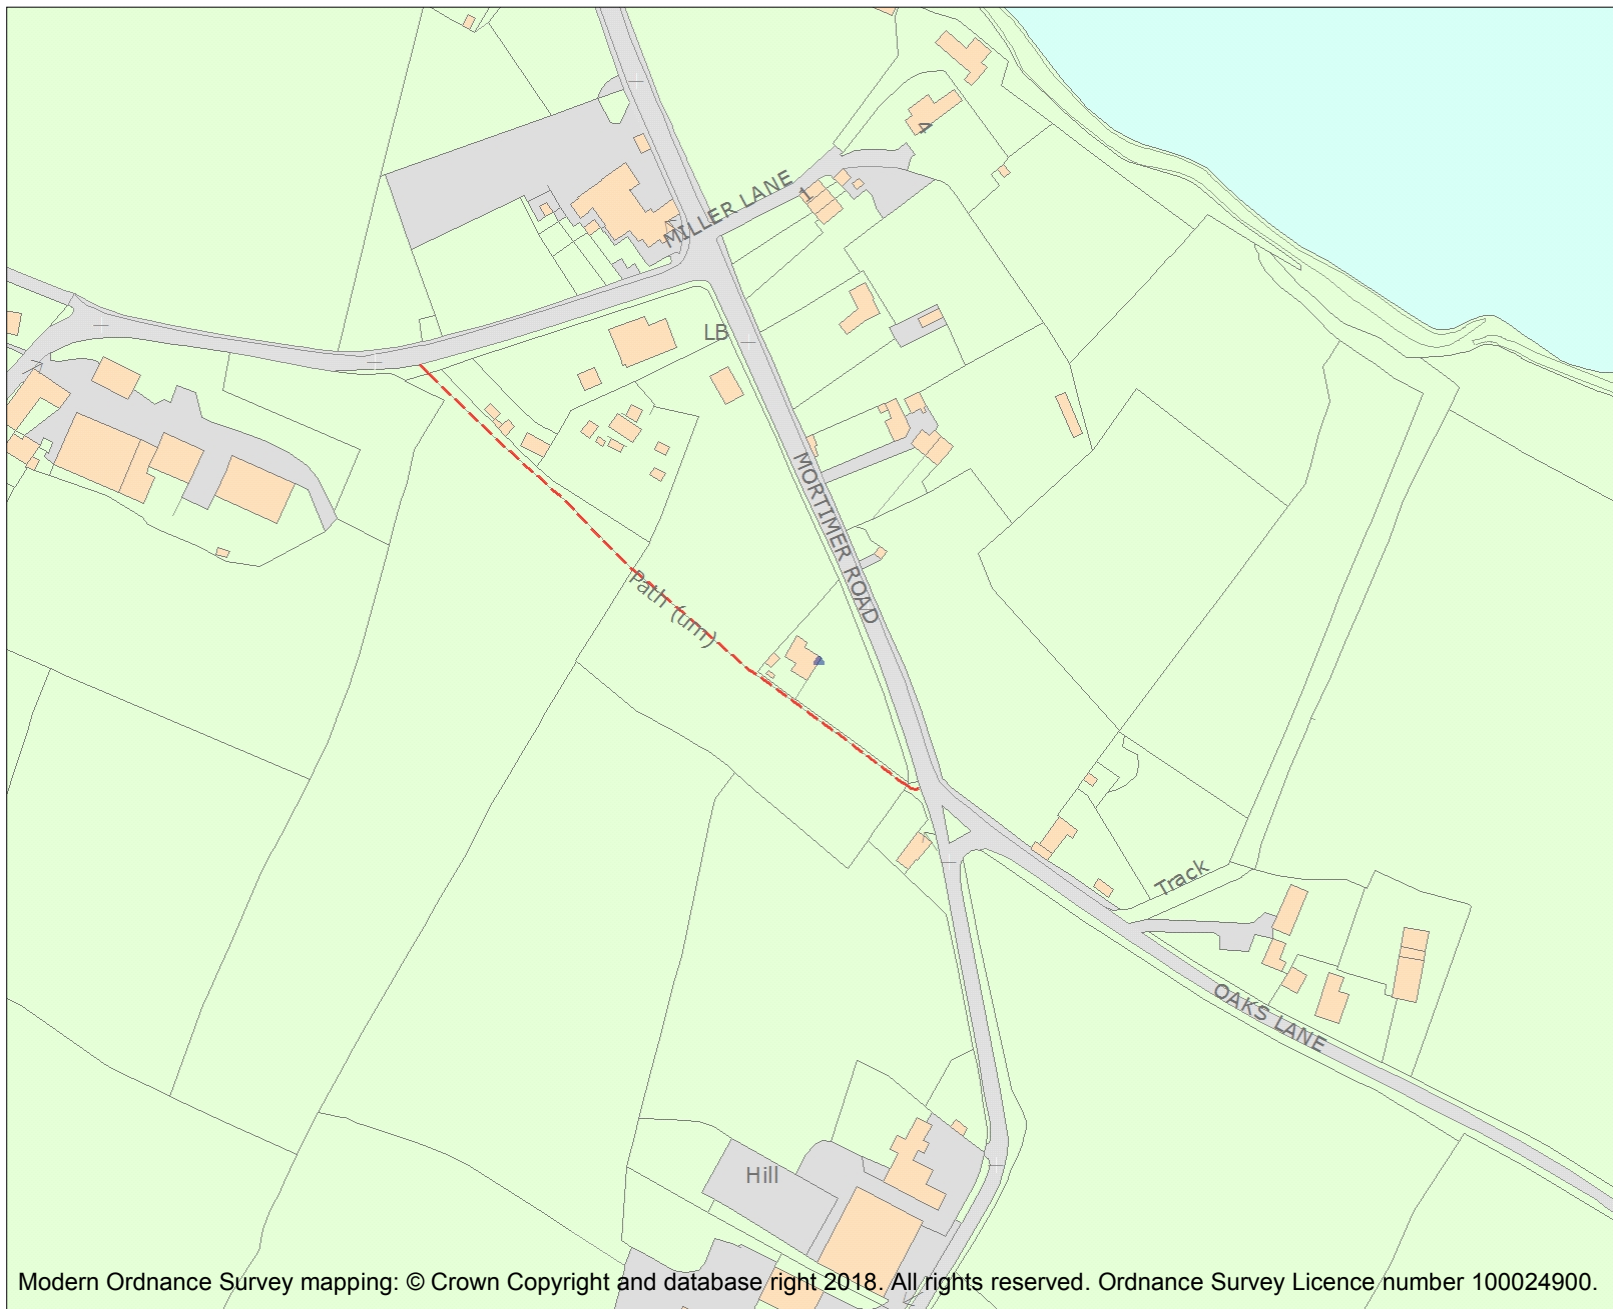 4
MILLER LANE
1
LB
MORTIMER ROAD
Path (um)
Track
OAKS LANE
Hill
Modern Ordnance Survey mapping: © Crown Copyright and database right 2018. All rights reserved. Ordnance Survey Licence number 100024900.